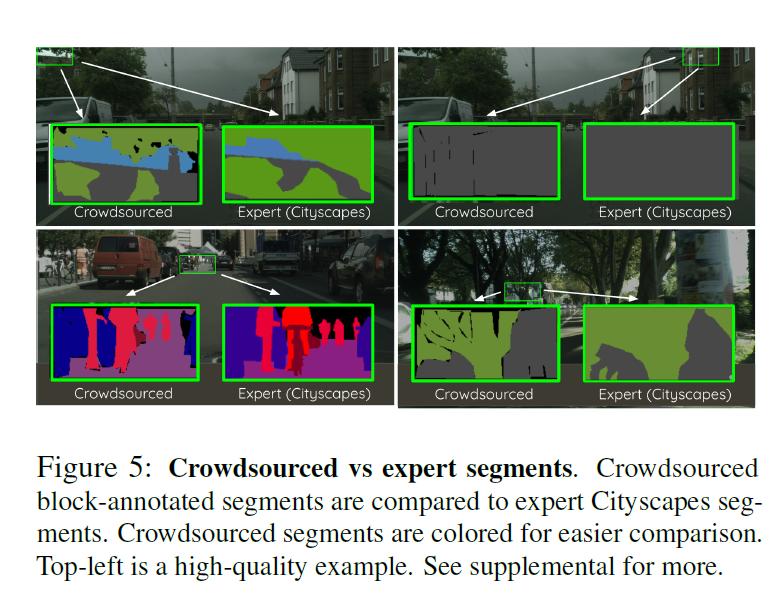 Crowdsourced Expert (Cityscapes) Crowdsourced Expert (Cityscapes)
Crowdsourced Expert (Cityscapes) Crowdsourced Expert (Cityscapes)
Figure 5: Crowdsourced vs expert segments. Crowdsourced
block-annotated segments are compared to expert Cityscapes seg-
ments. Crowdsourced segments are colored for easier comparison.
Top-left is a high-quality example. See supplemental for more.